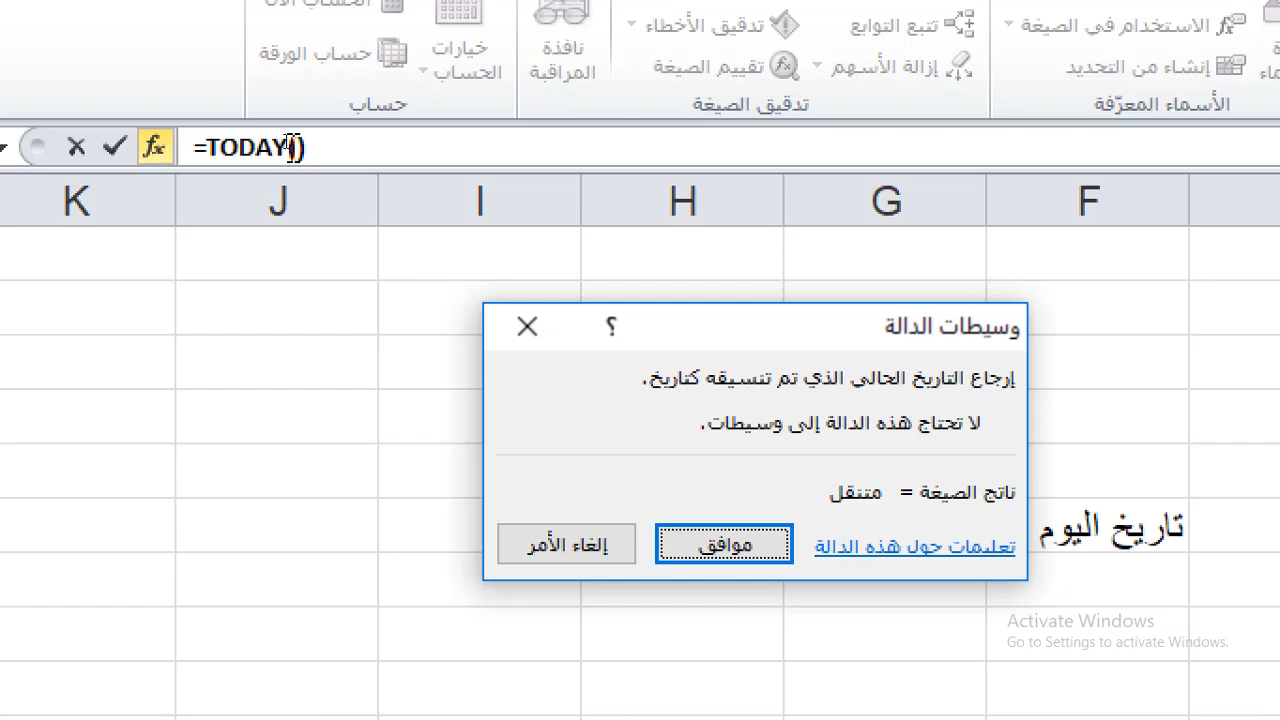 الاستخدام في الصيغة
تتبع التوابع
تدقيق الأخطاء
نافذة
المراقبة
خيارات
الحساب
حساب الورقة
إنشاء من التحديد
إزالة الأسهم
تقييم الصيغة
الأسماء المعرّفة
تدقيق الصيغة
حساب
=TODAY()
K J I H G F
وسيطات الدالة
إرجاع التاريخ الحالي الذي تم تنسيقه كتاريخ.
لا تحتاج هذه الدالة إلى وسيطات.
ناتج الصيغة = متنقل
تعليمات حول هذه الدالة
موافق
إلغاء الأمر
تاريخ اليوم
Activate Windows
Go to Settings to activate Windows.